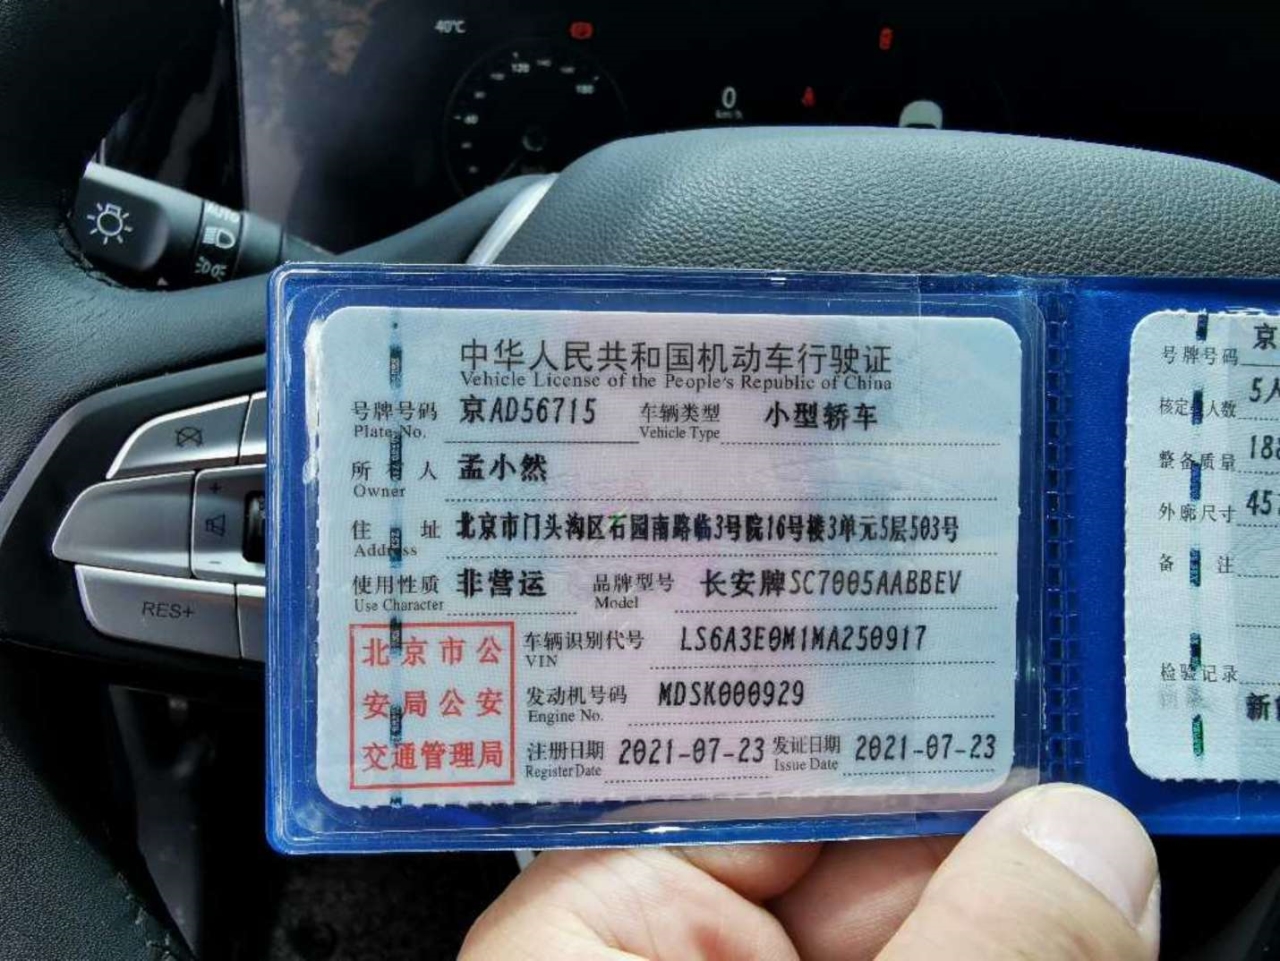 40℃
120
180
0
km/h
AUTO
RES+
中华人民共和国机动车行驶证
Vehicle License of the People's Republic of China
号牌号码 京AD56715 车辆类型 小型轿车
Plate No. Vehicle Type
所 人 孟小然
Owner
住 址 北京市门头沟区石园南路临3号院16号楼3单元5层503号
Address
使用性质 非营运 品牌型号 长安牌SC7005AABBEV
Use Character Model
北京市公
安局公安
交通管理局
车辆识别代号 LS6A3E0M1MA250917
VIN
发动机号码 MDSK000929
Engine No.
注册日期 2021-07-23 发证日期 2021-07-23
Register Date Issue Date
号牌号码 京
核定 人数 5人
整备质量 188
外廓尺寸 45
备 注
检验记录
新